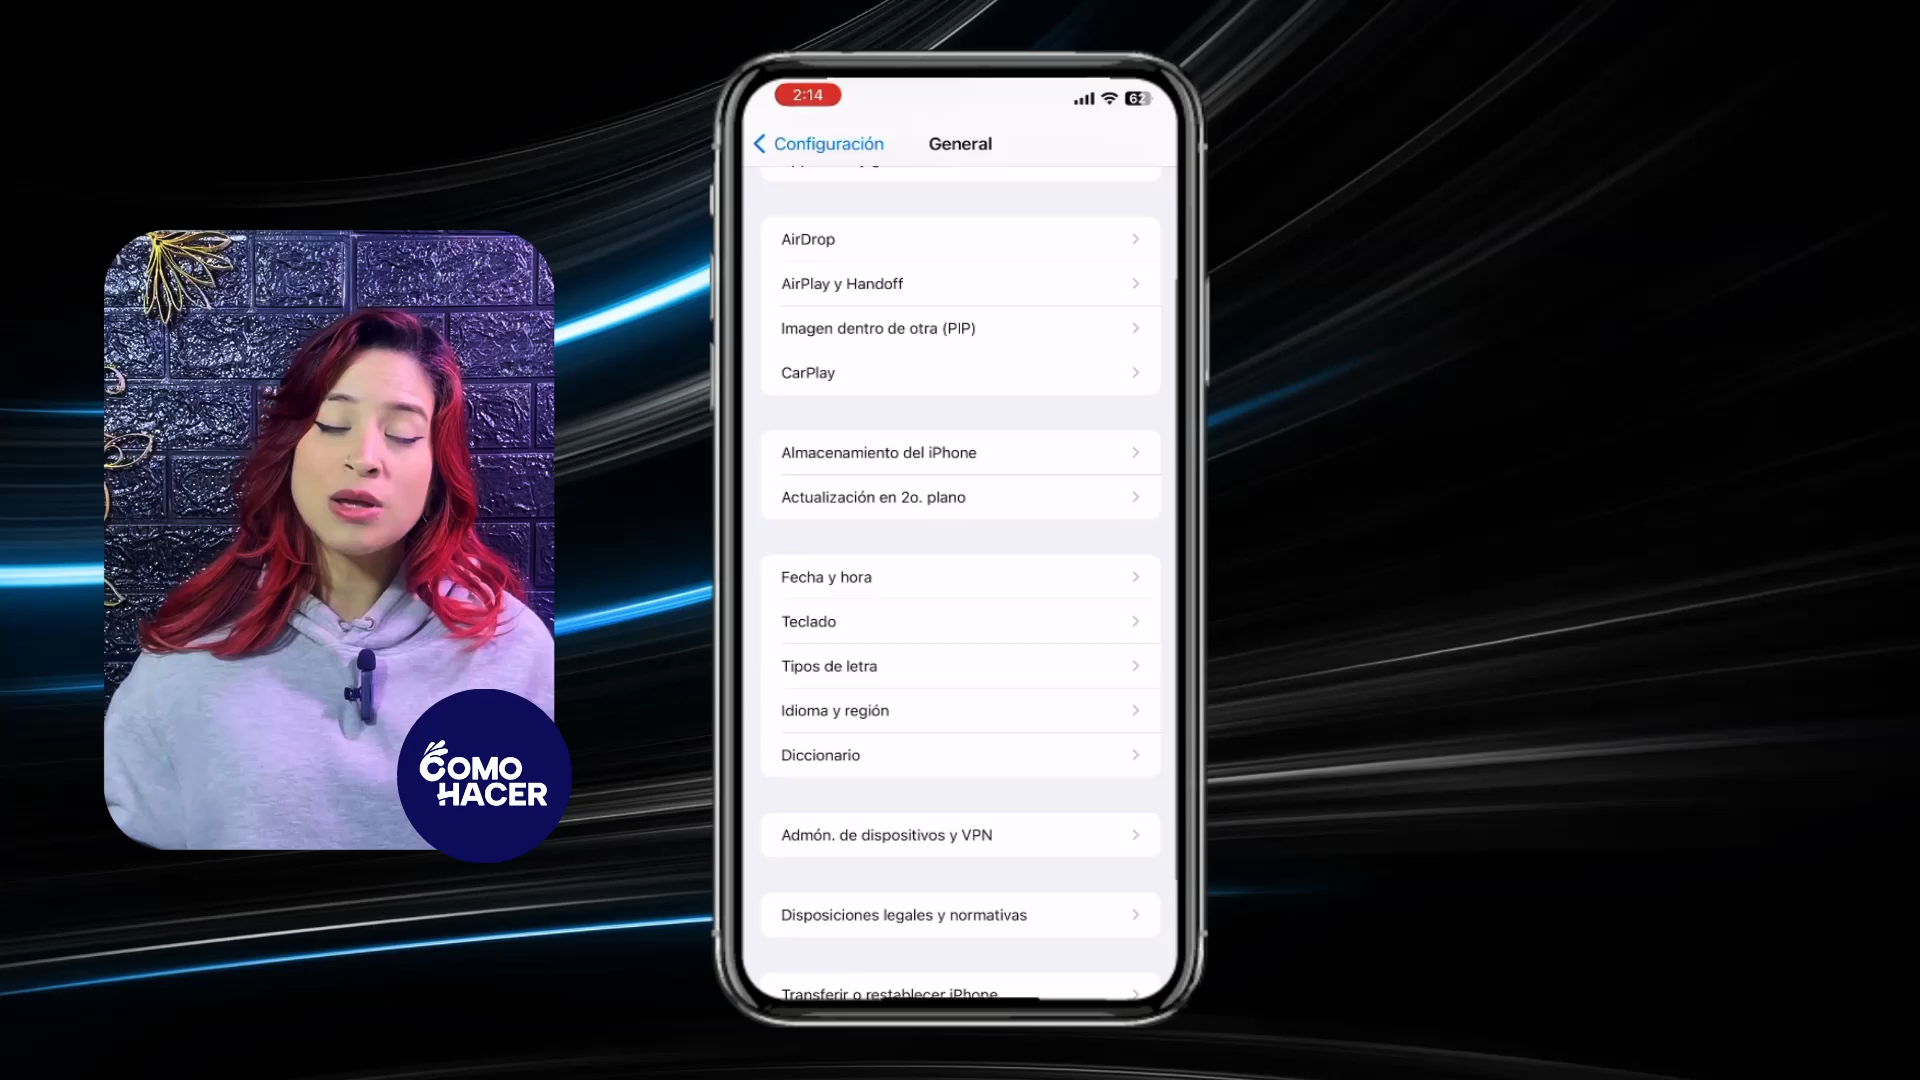 2:14
62
Configuración
General
AirDrop
AirPlay y Handoff
Imagen dentro de otra (PIP)
CarPlay
Almacenamiento del iPhone
Actualización en 2o. plano
Fecha y hora
Teclado
Tipos de letra
Idioma y región
Diccionario
Admón. de dispositivos y VPN
Disposiciones legales y normativas
Transferir o restablecer iPhone
COMO
HACER